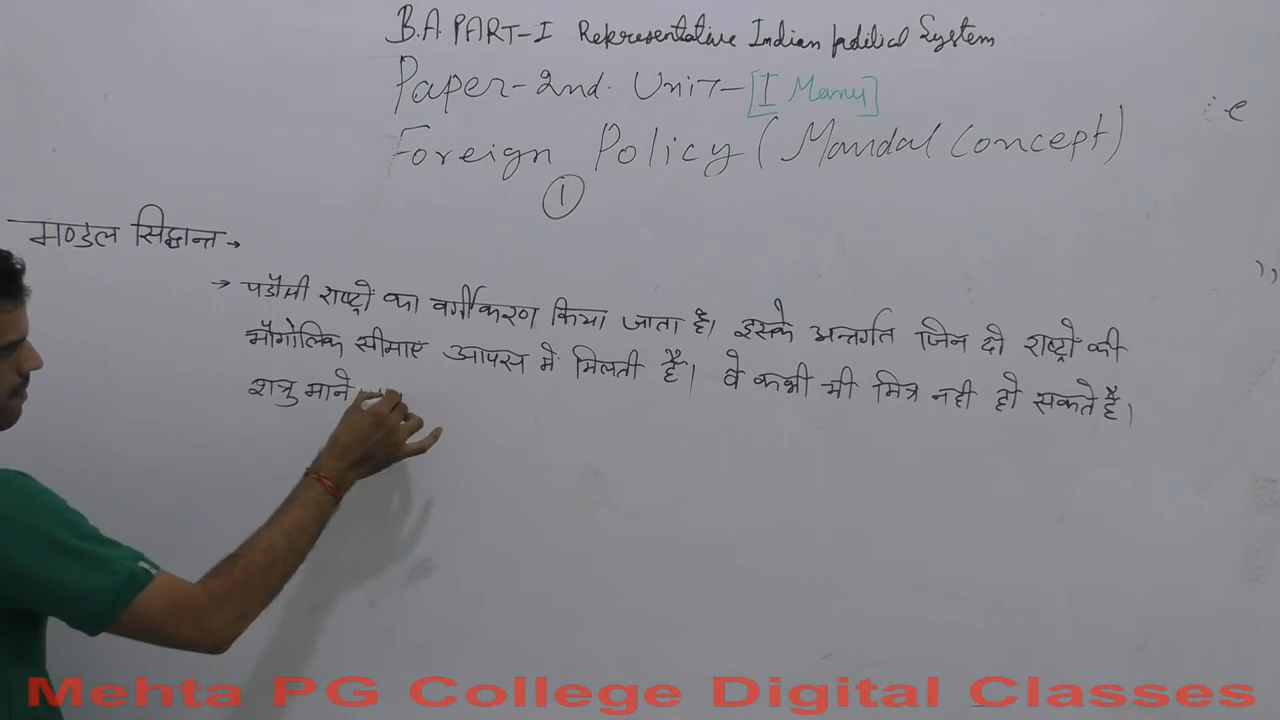 B.A PART-I Representative Indian political System
Paper-2nd. Unit-[I Manu]
Foreign Policy (Mandal Concept)
1
मण्डल सिद्धान्त →
→ पडौसी राष्ट्रों का वर्गीकरण किया जाता है। इसके अन्तर्गत जिन दो राष्ट्रों की
भौगोलिक सीमाए आपस मे मिलती है। वे कभी भी मित्र नही हो सकते है।
शत्रु माने
Mehta PG College Digital Classes